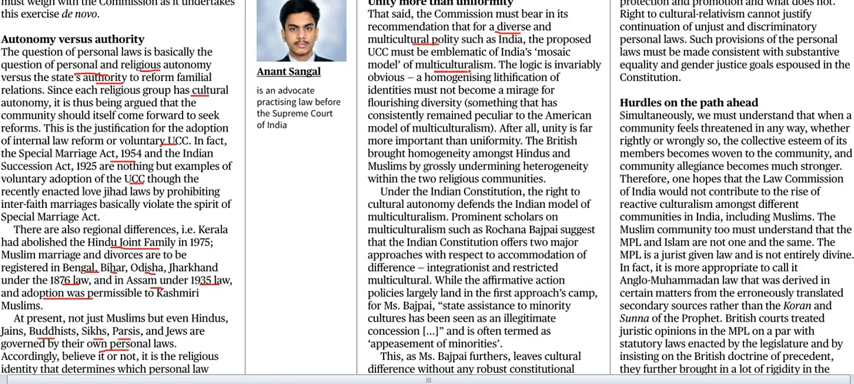 must weigh with the Commission as it undertakes
this exercise de novo.
Autonomy versus authority
The question of personal laws is basically the
question of personal and religious autonomy
versus the state's authority to reform familial
relations. Since each religious group has cultural
autonomy, it is thus being argued that the
community should itself come forward to seek
reforms. This is the justification for the adoption
of internal law reform or voluntary UCC. In fact,
the Special Marriage Act, 1954 and the Indian
Succession Act, 1925 are nothing but examples of
voluntary adoption of the UCC though the
recently enacted love jihad laws by prohibiting
inter-faith marriages basically violate the spirit of
Special Marriage Act.
There are also regional differences, i.e. Kerala
had abolished the Hindu Joint Family in 1975;
Muslim marriage and divorces are to be
registered in Bengal, Bihar, Odisha, Jharkhand
under the 1876 law, and in Assam under 1935 law,
and adoption was permissible to Kashmiri
Muslims.
At present, not just Muslims but even Hindus,
Jains, Buddhists, Sikhs, Parsis, and Jews are
governed by their own personal laws.
Accordingly, believe it or not, it is the religious
identity that determines which personal law
Anant Sangal
is an advocate
practising law before
the Supreme Court
of India
Unity more than uniformity
That said, the Commission must bear in its
recommendation that for a diverse and
multicultural polity such as India, the proposed
UCC must be emblematic of India's 'mosaic
model' of multiculturalism. The logic is invariably
obvious – a homogenising lithification of
identities must not become a mirage for
flourishing diversity (something that has
consistently remained peculiar to the American
model of multiculturalism). After all, unity is far
more important than uniformity. The British
brought homogeneity amongst Hindus and
Muslims by grossly undermining heterogeneity
within the two religious communities.
Under the Indian Constitution, the right to
cultural autonomy defends the Indian model of
multiculturalism. Prominent scholars on
multiculturalism such as Rochana Bajpai suggest
that the Indian Constitution offers two major
approaches with respect to accommodation of
difference – integrationist and restricted
multicultural. While the affirmative action
policies largely land in the first approach's camp,
for Ms. Bajpai, "state assistance to minority
cultures has been seen as an illegitimate
concession [...]" and is often termed as
'appeasement of minorities'.
This, as Ms. Bajpai furthers, leaves cultural
difference without any robust constitutional
protection and promotion and what does not.
Right to cultural-relativism cannot justify
continuation of unjust and discriminatory
personal laws. Such provisions of the personal
laws must be made consistent with substantive
equality and gender justice goals espoused in the
Constitution.
Hurdles on the path ahead
Simultaneously, we must understand that when a
community feels threatened in any way, whether
rightly or wrongly so, the collective esteem of its
members becomes woven to the community, and
community allegiance becomes much stronger.
Therefore, one hopes that the Law Commission
of India would not contribute to the rise of
reactive culturalism amongst different
communities in India, including Muslims. The
Muslim community too must understand that the
MPL and Islam are not one and the same. The
MPL is a jurist given law and is not entirely divine.
In fact, it is more appropriate to call it
Anglo-Muhammadan law that was derived in
certain matters from the erroneously translated
secondary sources rather than the Koran and
Sunna of the Prophet. British courts treated
juristic opinions in the MPL on a par with
statutory laws enacted by the legislature and by
insisting on the British doctrine of precedent,
they further brought in a lot of rigidity in the